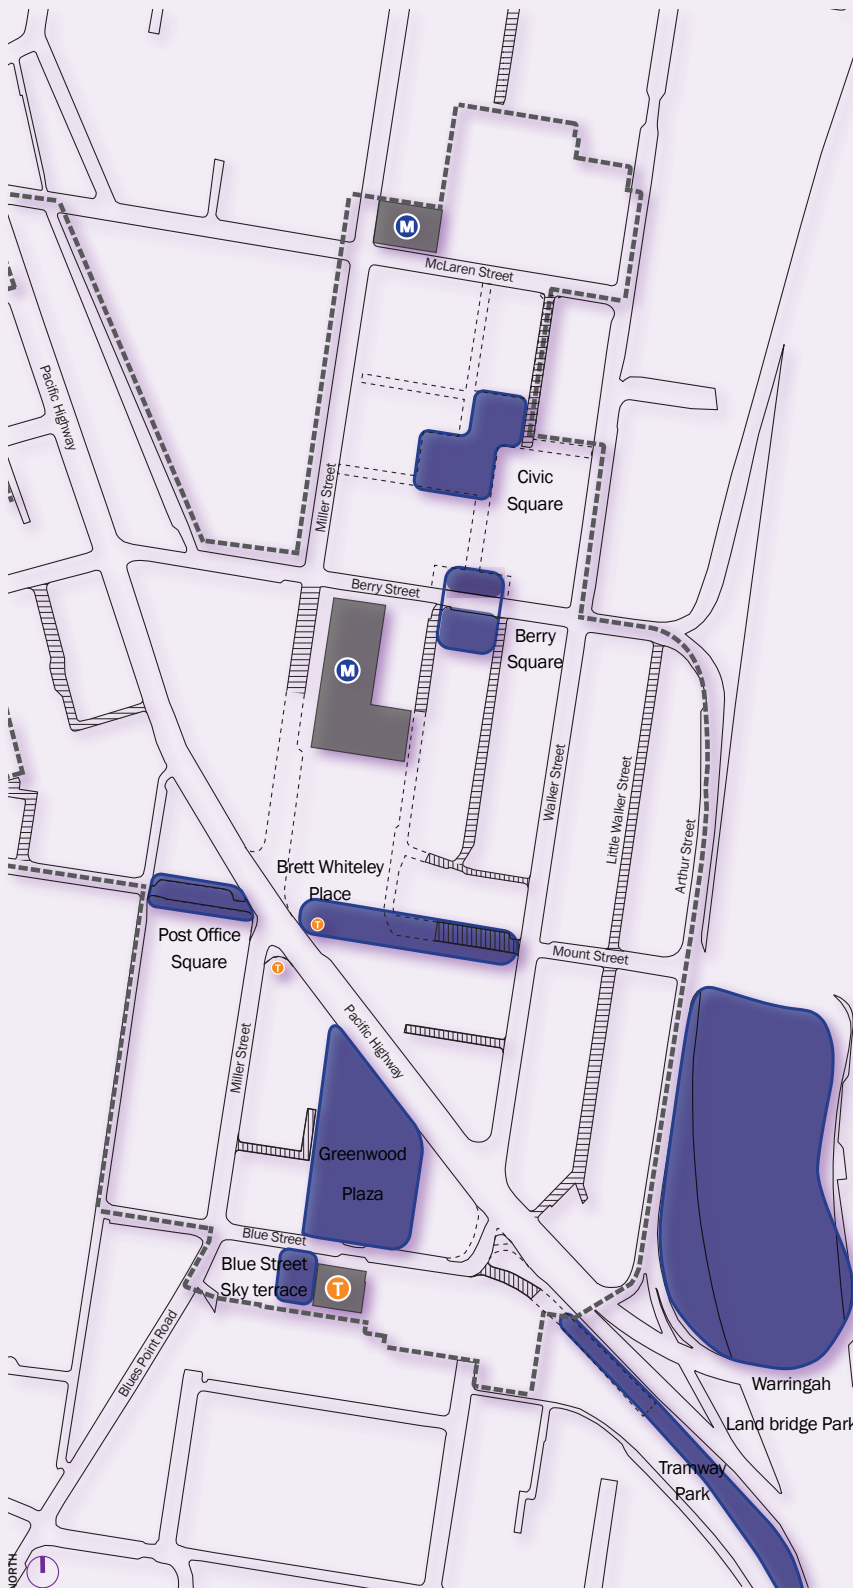 M
McLaren Street
Pacific Highway
Miller Street
Civic
Square
Berry Street
Berry
Square
M
Walker Street
Little Walker Street
Arthur Street
Brett Whiteley
Place
T
Post Office
Square
T
Mount Street
Pacific Highway
Miller Street
Greenwood
Plaza
Blue Street
Blue Street
Sky terrace
T
Blues Point Road
Warringah
Land bridge Park
Tramway
Park
NORTH